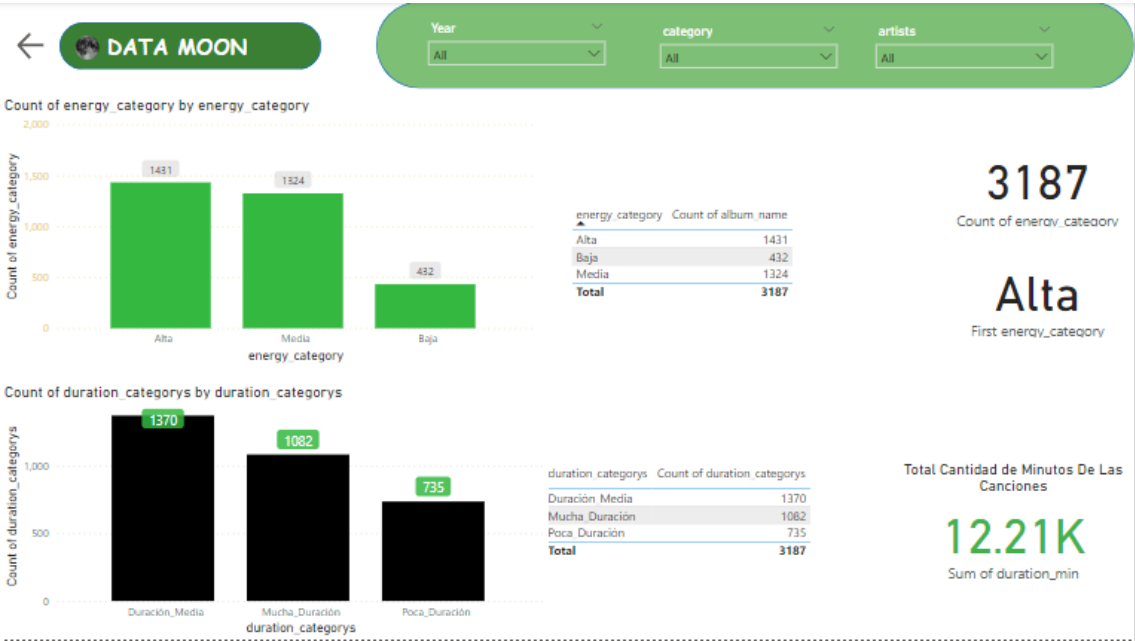 DATA MOON
Year
category
artists
All
All
All
Count of energy_category by energy_category
2,000
1,500
1,000
500
0
Count of energy_category
1431
1324
432
Alta
Media
Baja
energy_category
energy_category Count of album_name
Alta 1431
Baja 432
Media 1324
Total 3187
3187
Count of energy_category
Alta
First energy_category
Count of duration_categorys by duration_categorys
1,000
500
0
Count of duration_categorys
1370
1082
735
Duración_Media
Mucha_Duración
Poca_Duración
duration_categorys
duration_categorys Count of duration_categorys
Duración_Media 1370
Mucha_Duración 1082
Poca_Duración 735
Total 3187
Total Cantidad de Minutos De Las
Canciones
12.21K
Sum of duration_min